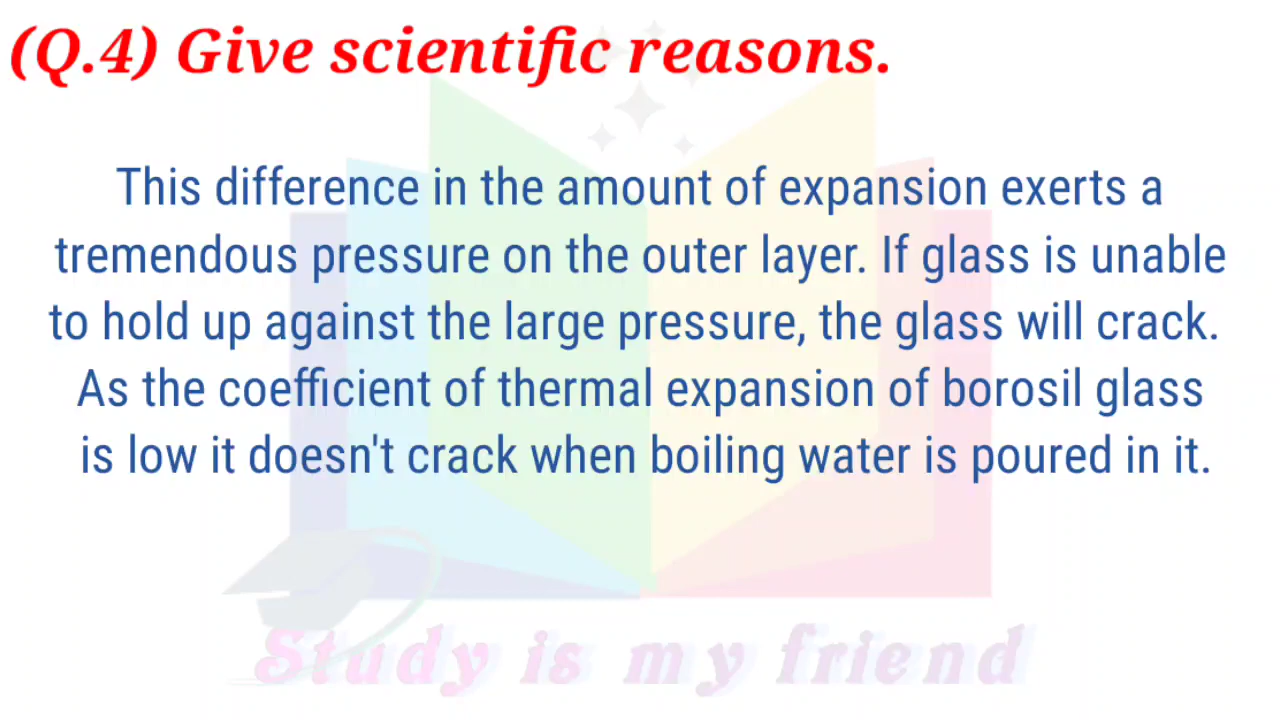 (Q.4) Give scientific reasons.
This difference in the amount of expansion exerts a
tremendous pressure on the outer layer. If glass is unable
to hold up against the large pressure, the glass will crack.
As the coefficient of thermal expansion of borosil glass
is low it doesn't crack when boiling water is poured in it.
Study is my friend